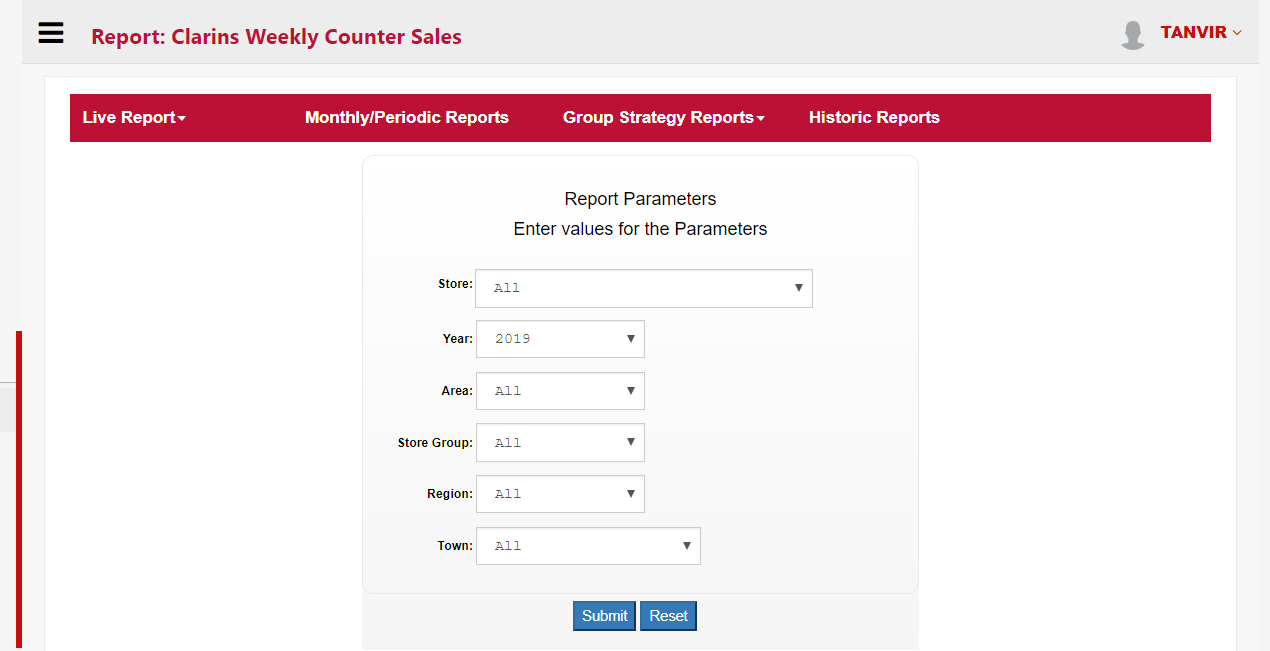 Report: Clarins Weekly Counter Sales
TANVIR
Live Report Monthly/Periodic Reports Group Strategy Reports Historic Reports
Report Parameters
Enter values for the Parameters
Store: All
Year: 2019
Area: All
Store Group: All
Region: All
Town: All
Submit Reset